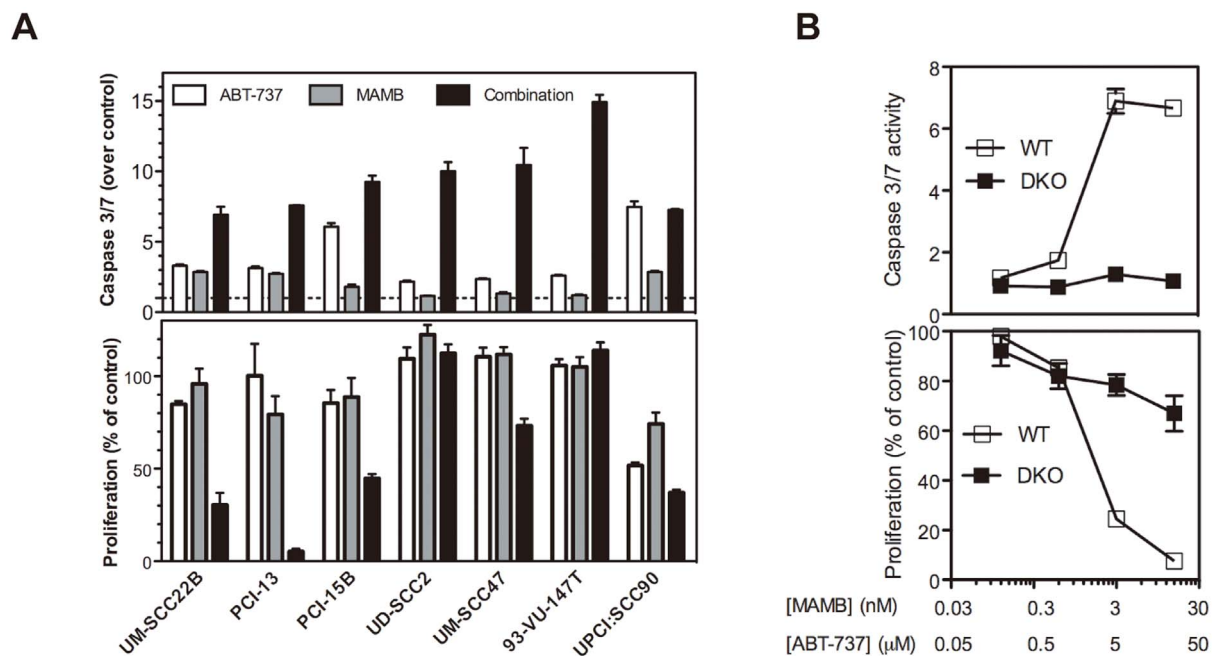 A
Caspase 3/7 (over control)
15
10
5
0
ABT-737 MAMB Combination
Proliferation (% of control)
100
50
0
UM-SCC22B PCI-13 PCI-15B UD-SCC2 UM-SCC47 93-VU-147T UPCI:SCC90
B
Caspase 3/7 activity
8
6
4
2
0
WT
DKO
Proliferation (% of control)
100
80
60
40
20
0
WT
DKO
[MAMB] (nM) 0.03 0.3 3 30
[ABT-737] (μM) 0.05 0.5 5 50